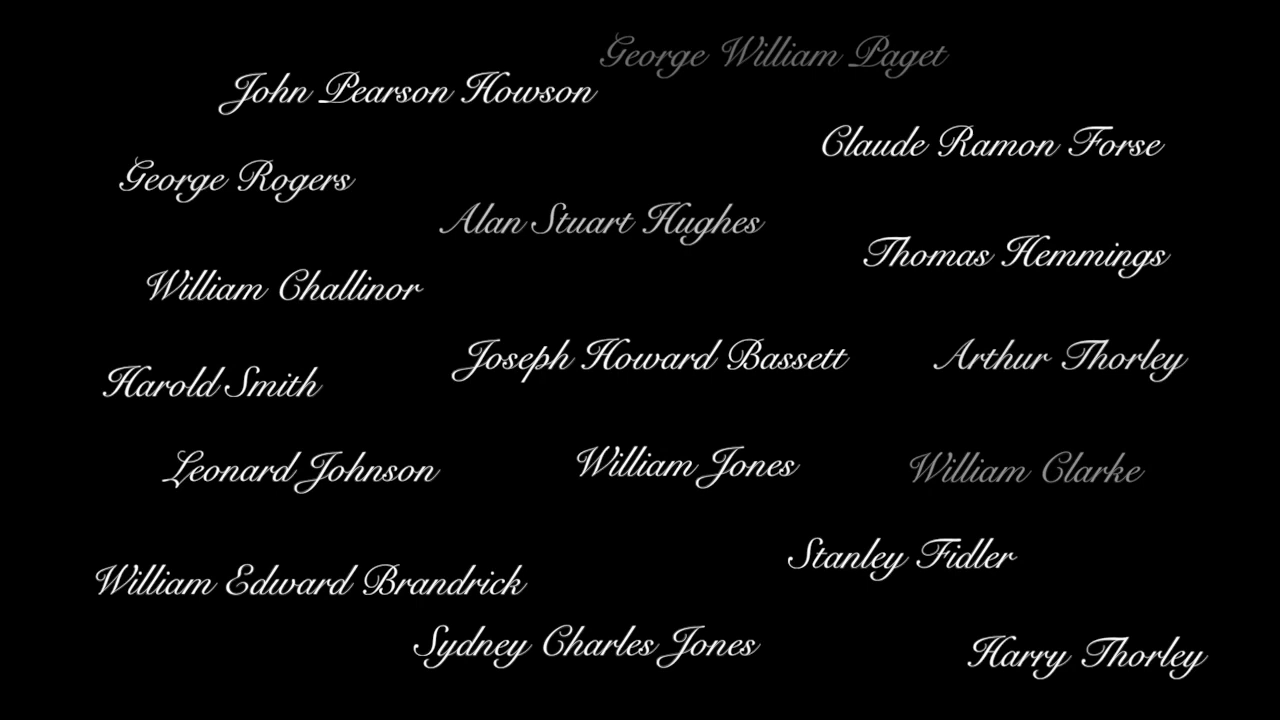 George William Paget
John Pearson Howson
Claude Ramon Forse
George Rogers
Alan Stuart Hughes
Thomas Hemmings
William Challinor
Joseph Howard Bassett
Arthur Thorley
Harold Smith
William Jones
Leonard Johnson
William Clarke
Stanley Fidler
William Edward Brandrick
Sydney Charles Jones
Harry Thorley